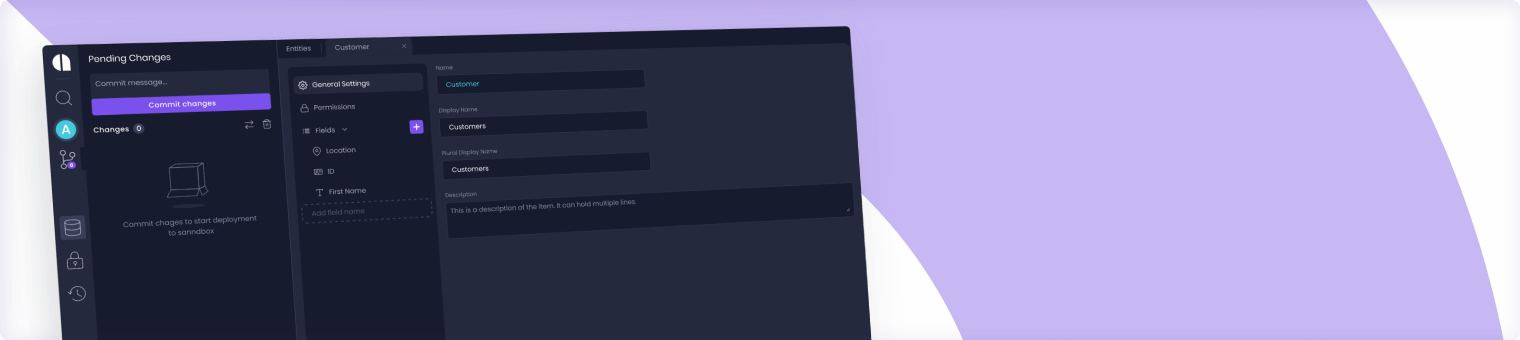 Pending Changes
Commit message...
Commit changes
Changes 0
Commit chages to start deployment
to sanndbox
A
0
Entities
Customer
General Settings
Permissions
Fields
Location
ID
First Name
Add field name
Name
Customer
Display Name
Customers
Plural Display Name
Customers
Description
This is a description of the item. It can hold multiple lines.